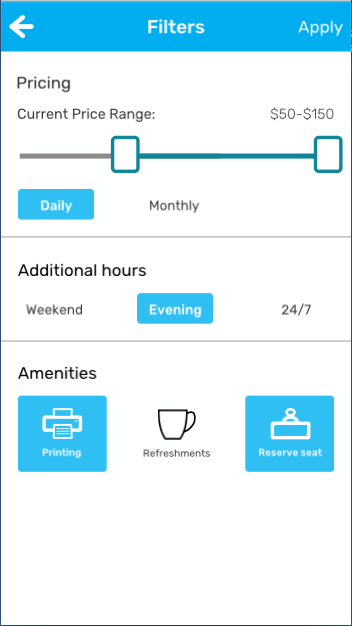 Filters
Apply
Pricing
Current Price Range:
$50-$150
Daily
Monthly
Additional hours
Weekend
Evening
24/7
Amenities
Printing
Refreshments
Reserve seat